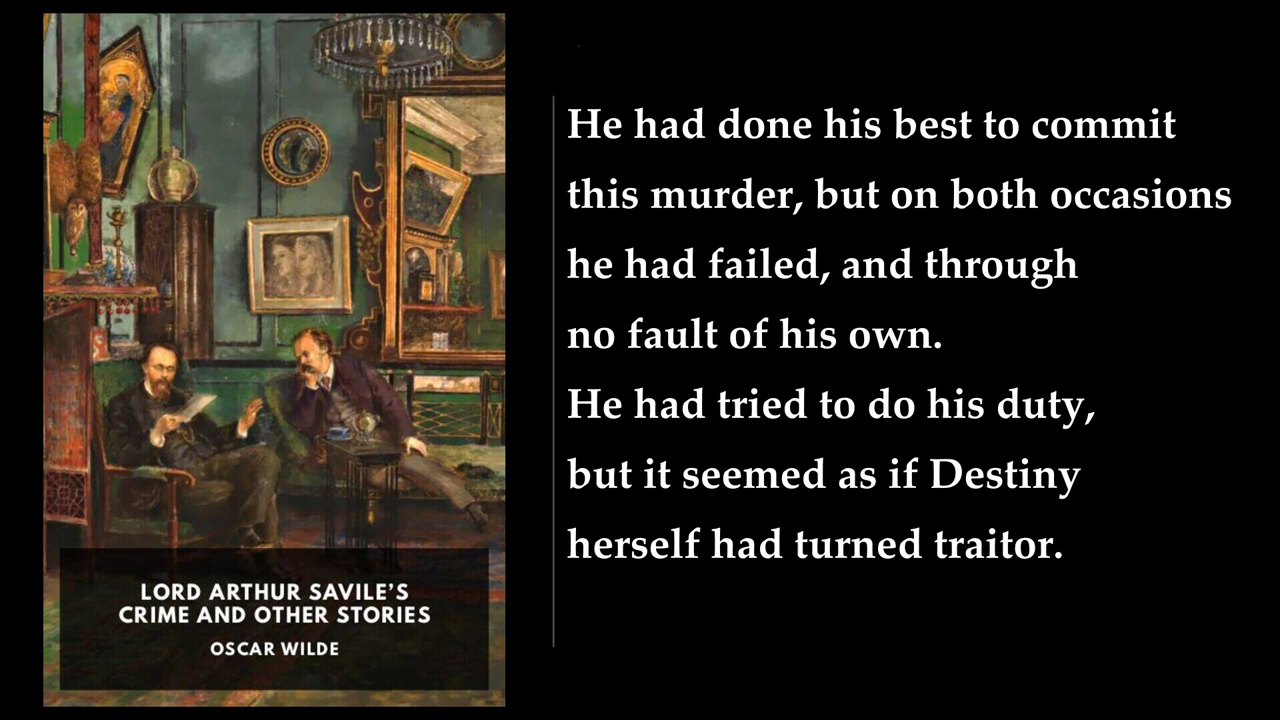 LORD ARTHUR SAVILE’S
CRIME AND OTHER STORIES
OSCAR WILDE
He had done his best to commit
this murder, but on both occasions
he had failed, and through
no fault of his own.
He had tried to do his duty,
but it seemed as if Destiny
herself had turned traitor.